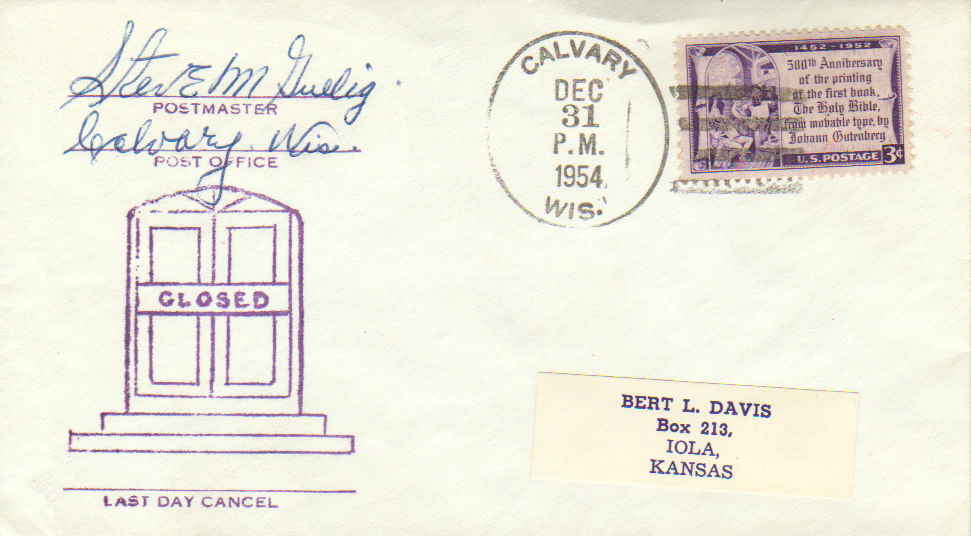 POSTMASTER
Calvary, Wis.
POST OFFICE
CLOSED
LAST DAY CANCEL
CALVARY
DEC
31
P.M.
1954
WIS.
1452-1952
500th Anniversary
of the printing
of the first book,
The Holy Bible,
from movable type, by
Johann Gutenberg
U.S. POSTAGE 3¢
BERT L. DAVIS
Box 213,
IOLA,
KANSAS